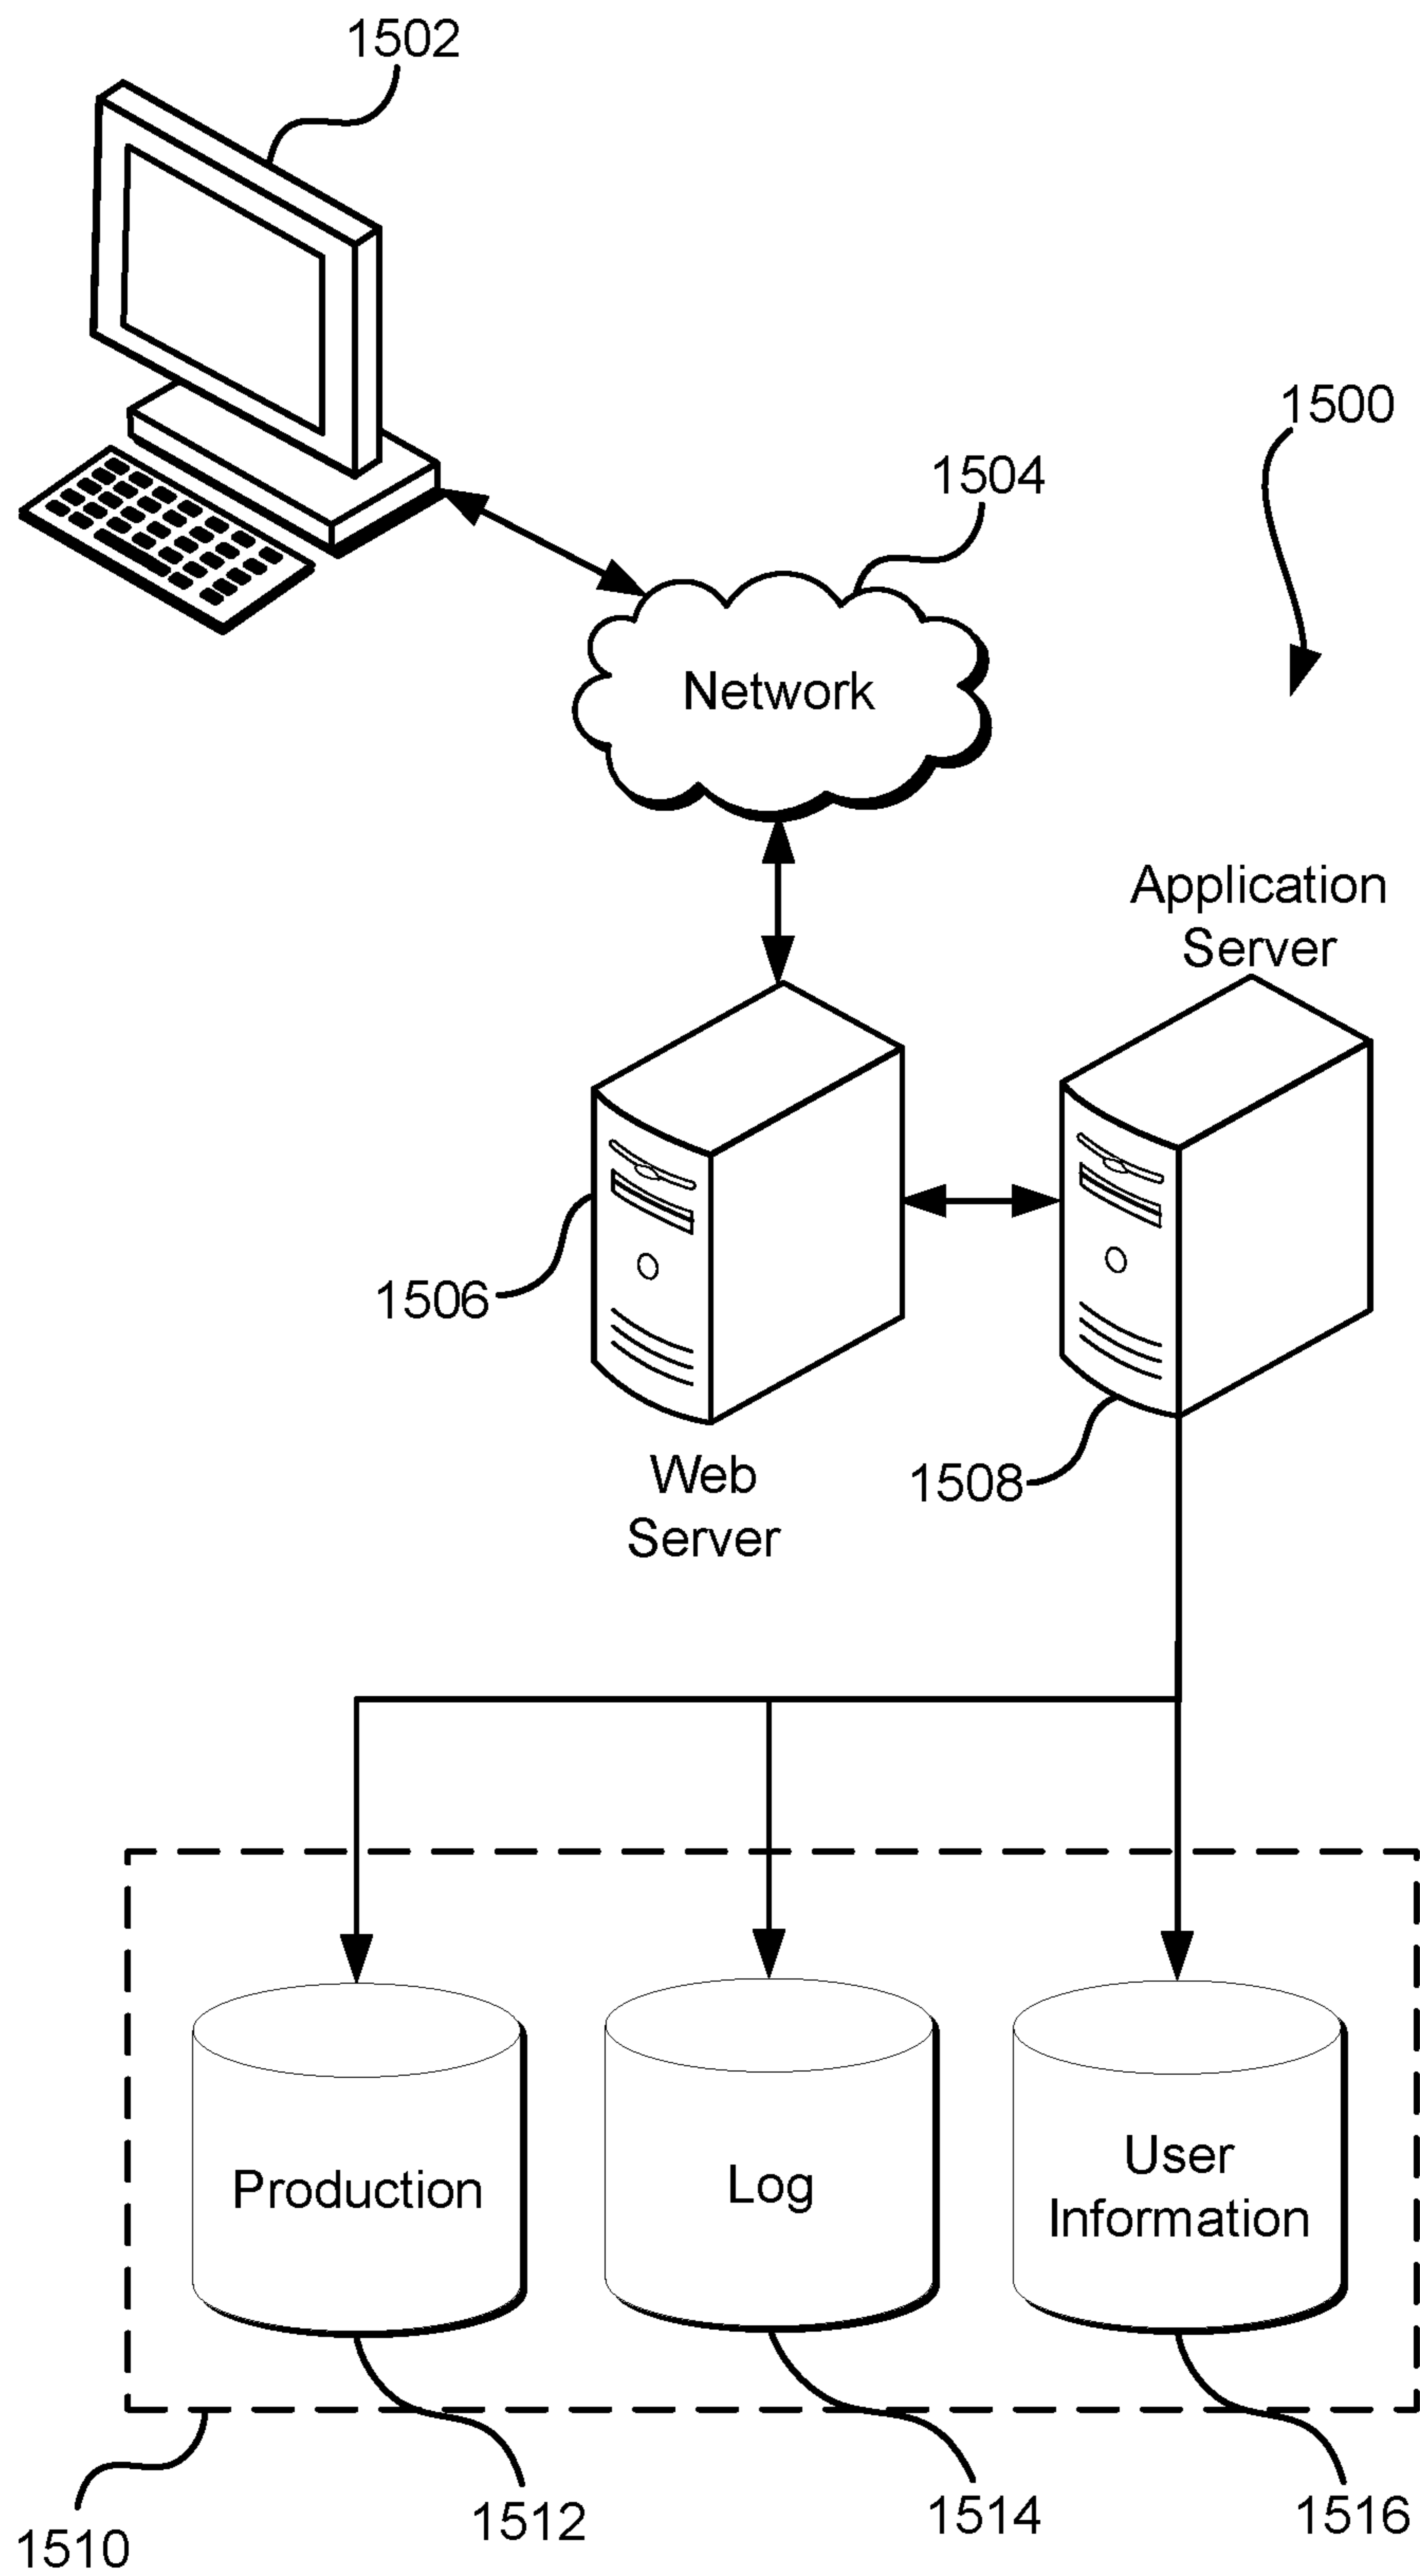 1502
1500
1504
Network
Application
Server
1506
Web
Server
1508
Production
Log
User
Information
1510
1512
1514
1516